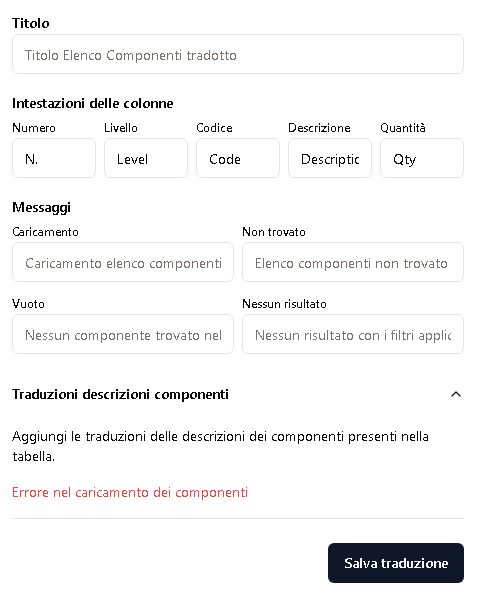 Titolo
Titolo Elenco Componenti tradotto
Intestazioni delle colonne
Numero Livello Codice Descrizione Quantità
N. Level Code Descriptic Qty
Messaggi
Caricamento Non trovato
Caricamento elenco componenti Elenco componenti non trovato
Vuoto Nessun risultato
Nessun componente trovato nel Nessun risultato con i filtri applic
Traduzioni descrizioni componenti
Aggiungi le traduzioni delle descrizioni dei componenti presenti nella
tabella.
Errore nel caricamento dei componenti
Salva traduzione